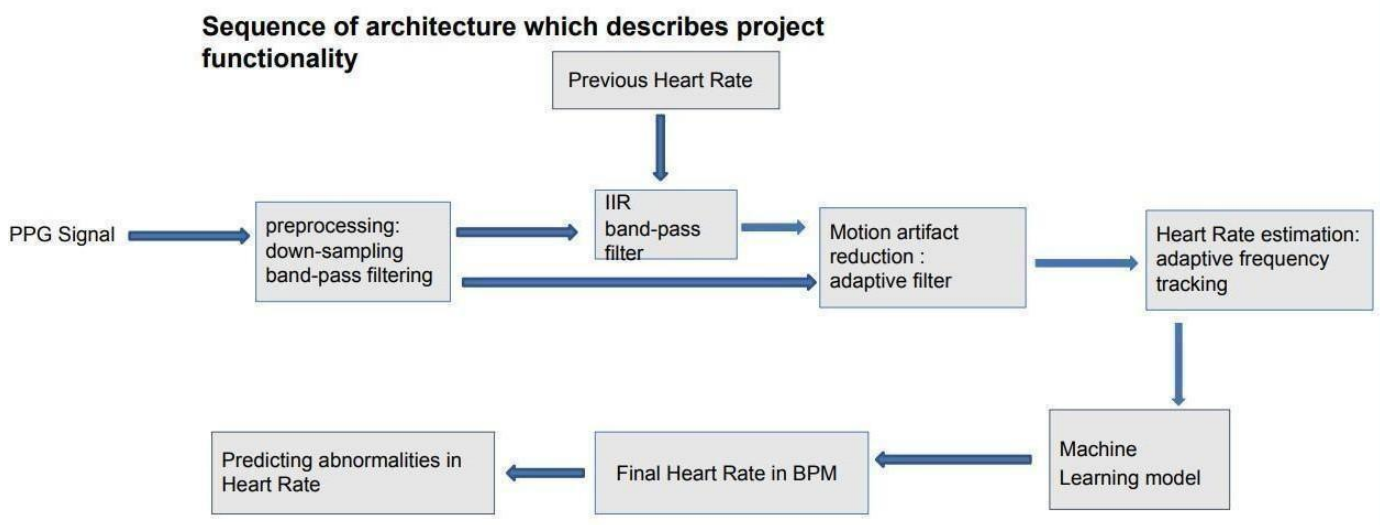 Sequence of architecture which describes project
functionality
Previous Heart Rate
PPG Signal
preprocessing:
down-sampling
band-pass filtering
IIR
band-pass
filter
Motion artifact
reduction :
adaptive filter
Heart Rate estimation:
adaptive frequency
tracking
Machine
Learning model
Final Heart Rate in BPM
Predicting abnormalities in
Heart Rate